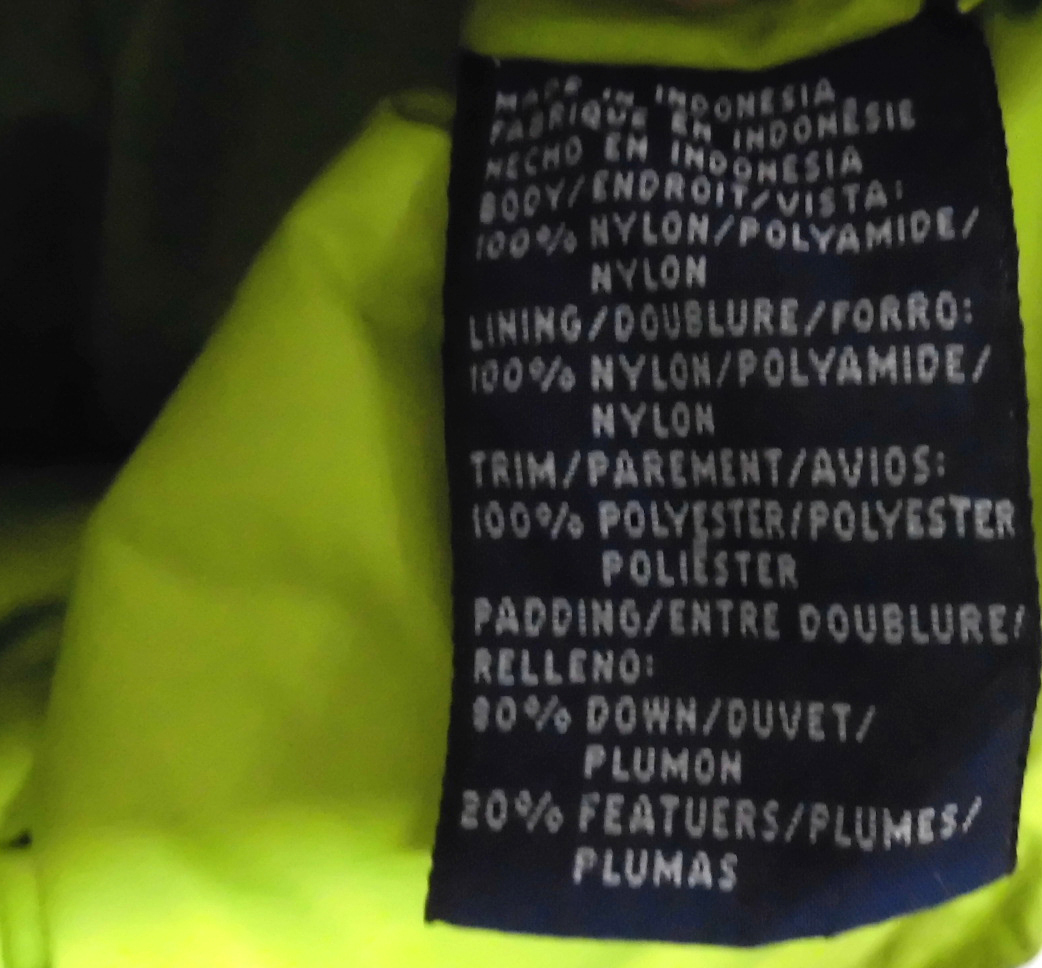 MADE IN INDONESIA
FABRIQUE EN INDONESIE
HECHO EN INDONESIA
BODY/ENDROIT/VISTA:
100% NYLON/POLYAMIDE/
NYLON
LINING/DOUBLURE/FORRO:
100% NYLON/POLYAMIDE/
NYLON
TRIM/PAREMENT/AVIOS:
100% POLYESTER/POLYESTER
POLIESTER
PADDING/ENTRE DOUBLURE/
RELLENO:
80% DOWN/DUVET/
PLUMON
20% FEATUERS/PLUMES/
PLUMAS